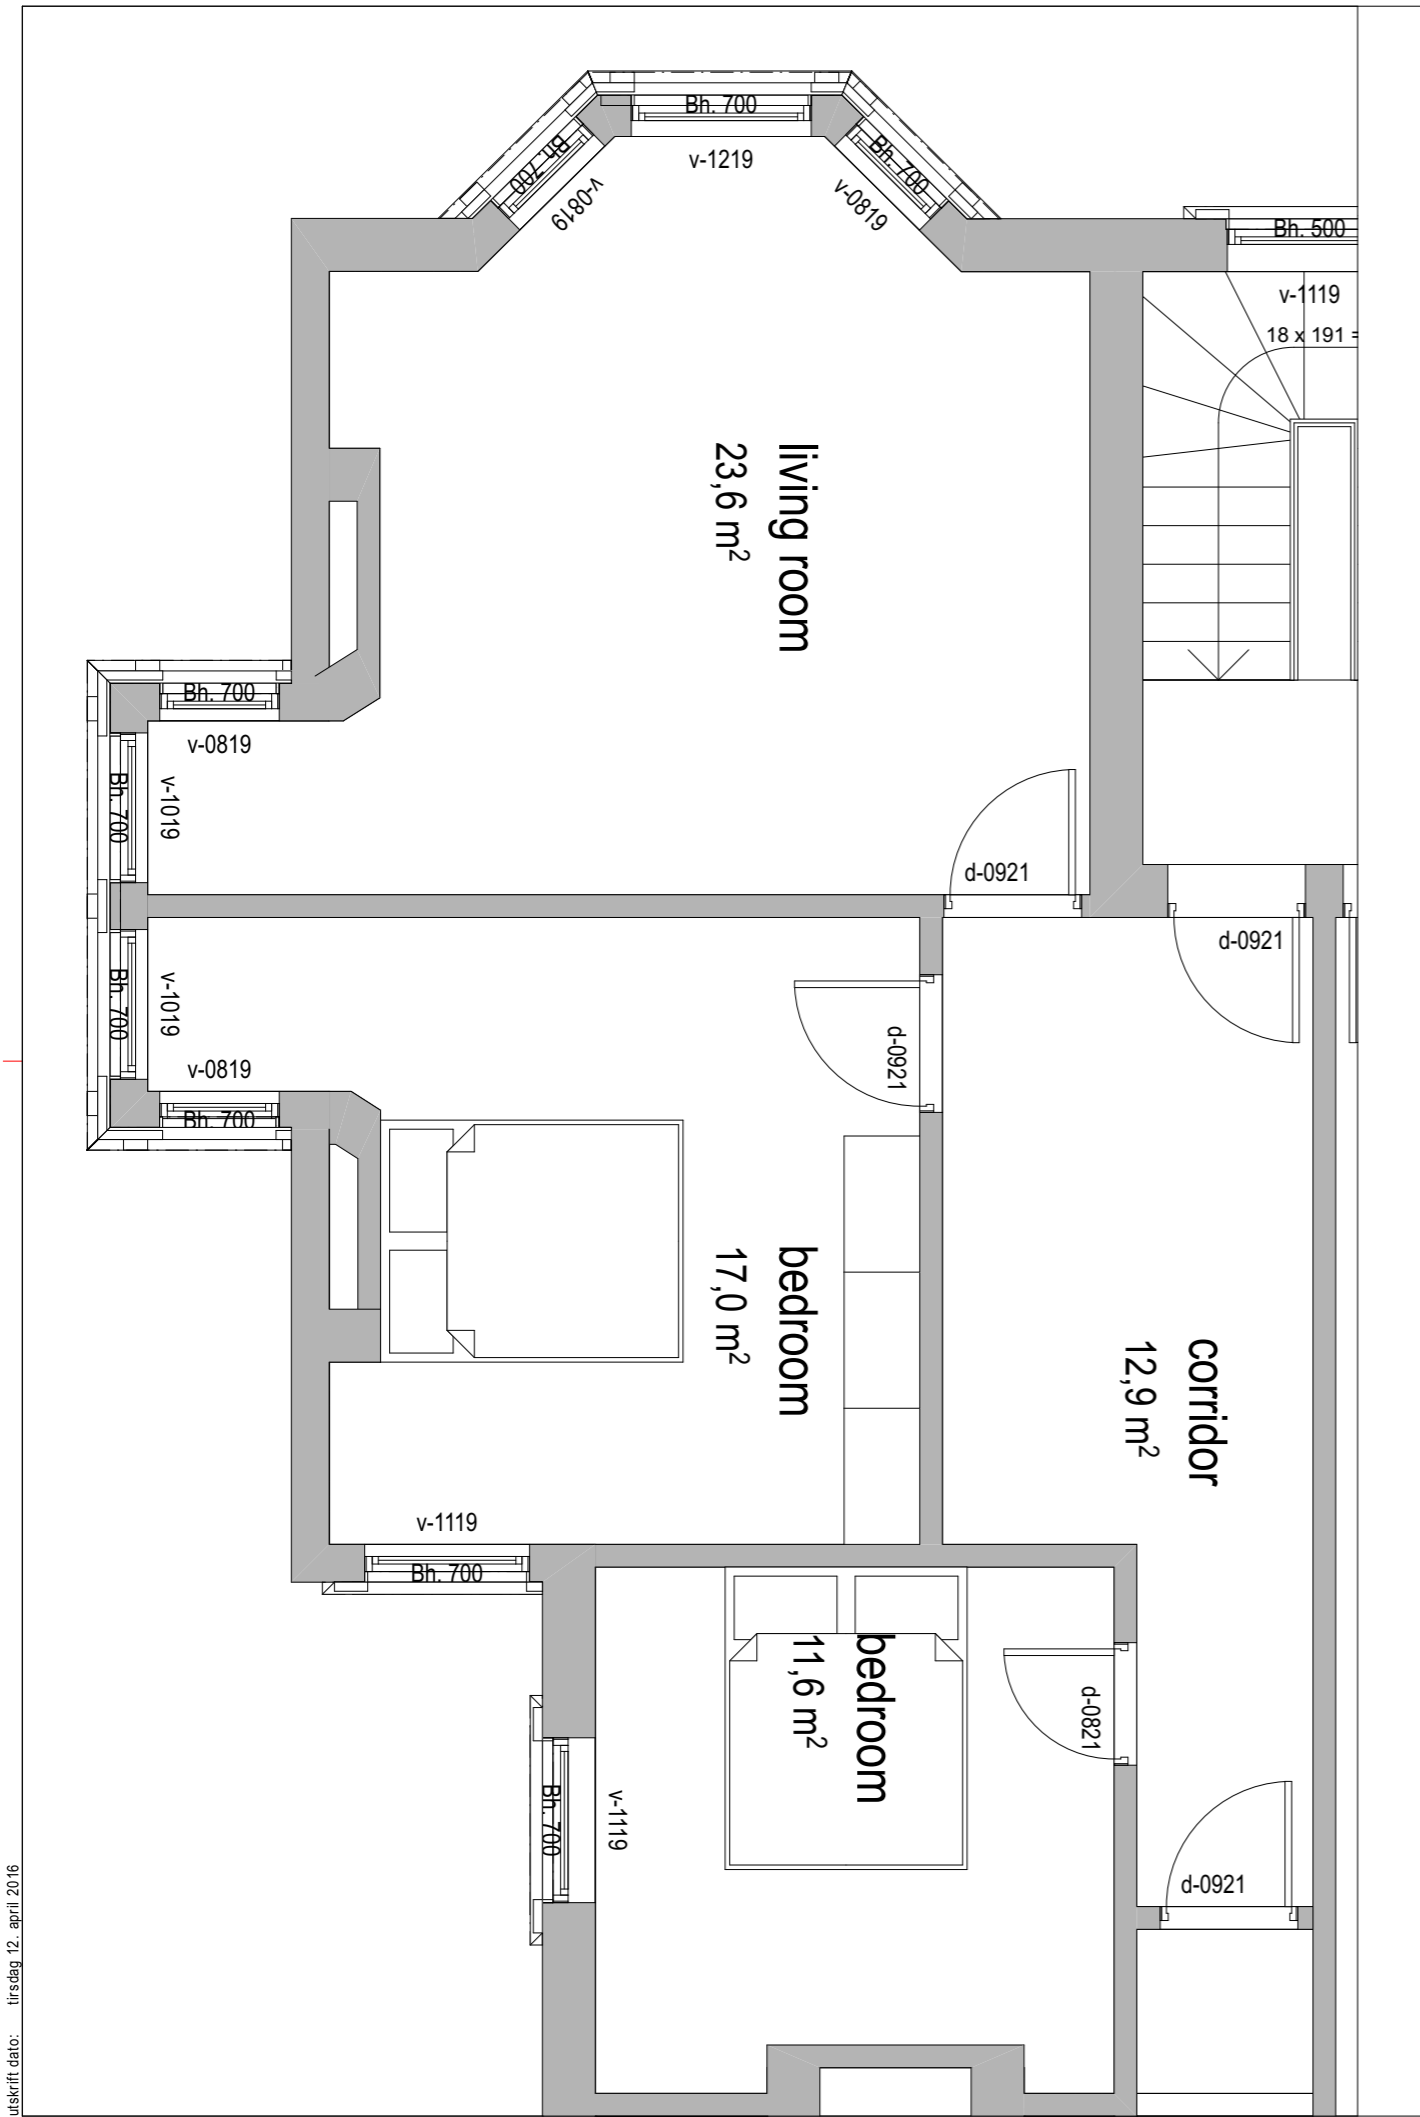 Bh. 700
v-1219
Bh. 700
v-0819
Bh. 700
v-0819
Bh. 500
v-1119
18 x 191 =
living room
23,6 m²
Bh. 700
v-0819
Bh. 700
v-1019
d-0921
d-0921
Bh. 700
v-1019
v-0819
Bh. 700
d-0921
bedroom
17,0 m²
corridor
12,9 m²
v-1119
Bh. 700
bedroom
11,6 m²
d-0821
Bh. 700
v-1119
d-0921
utskrift dato: tirsdag 12. april 2016